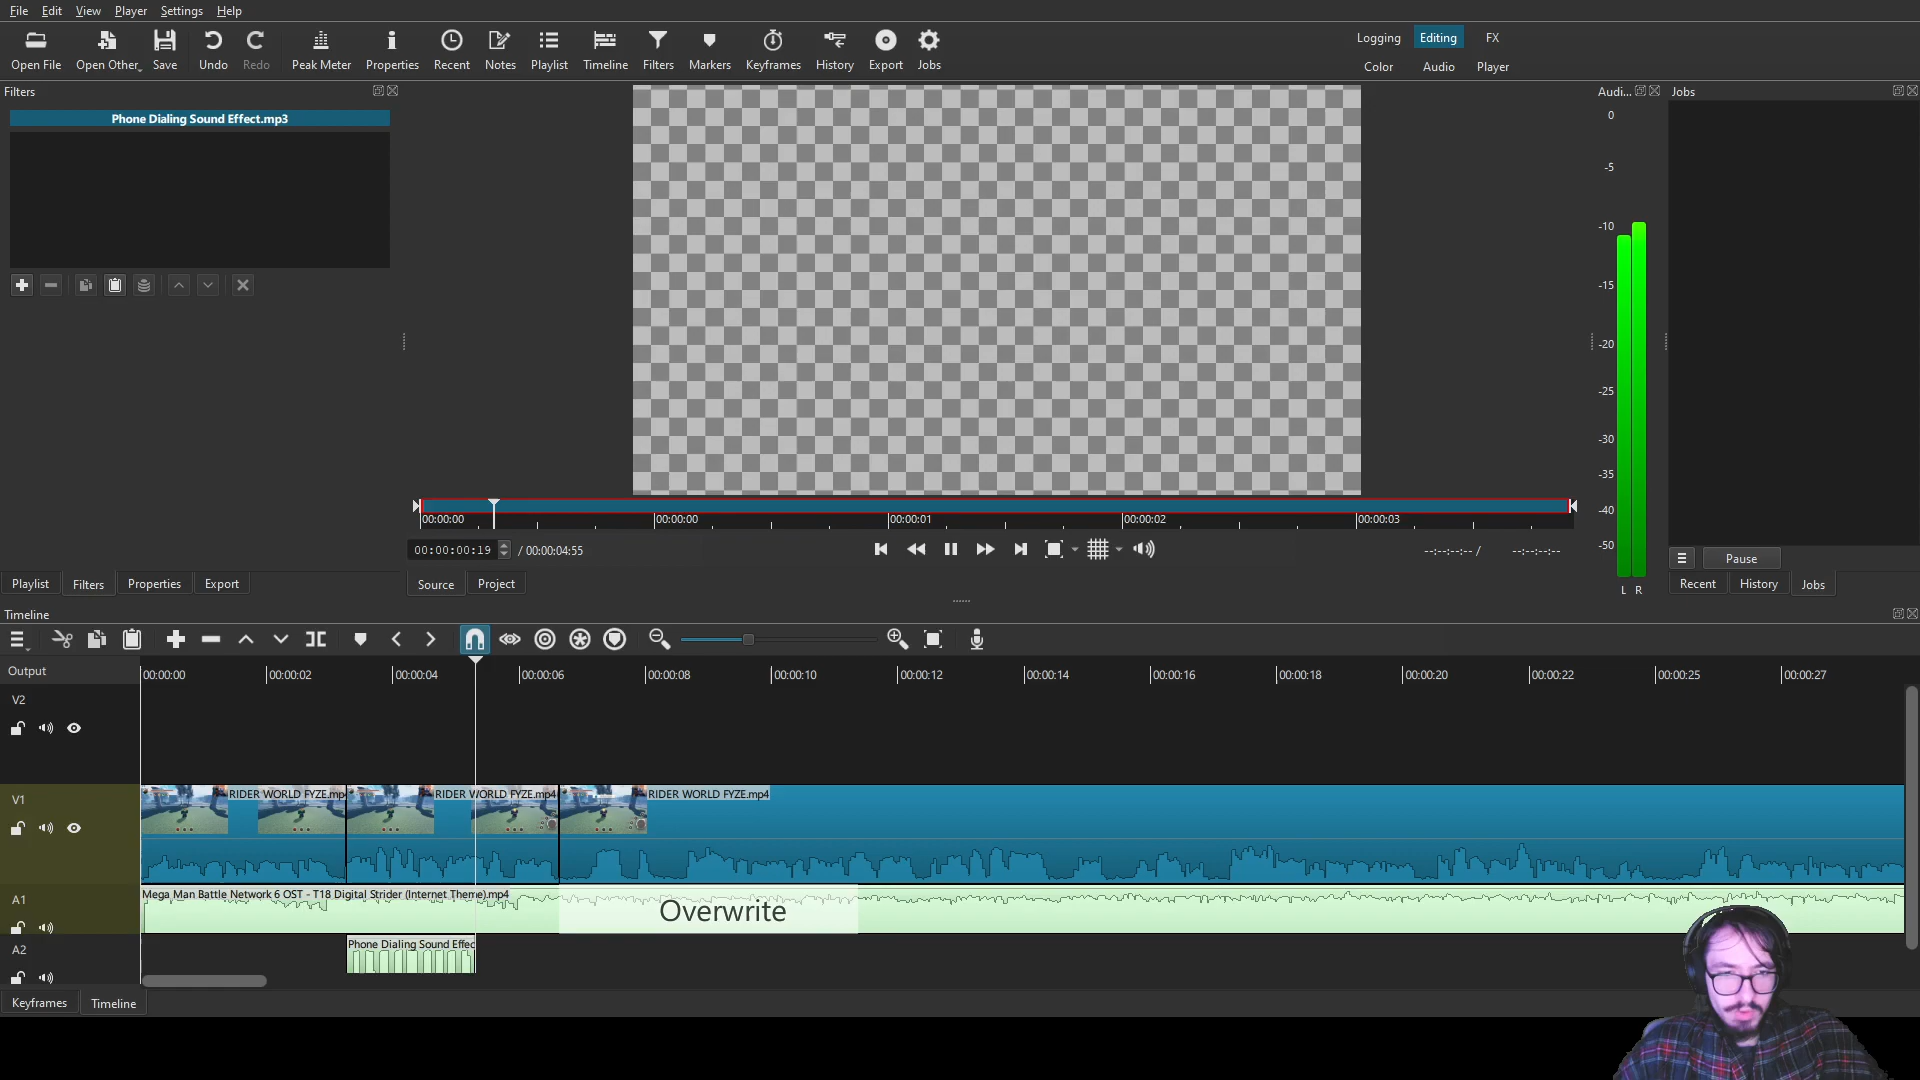 File Edit View Player Settings Help
Open File Open Other Save Undo Redo Peak Meter Properties Recent Notes Playlist Timeline Filters Markers Keyframes History Export Jobs
Logging Editing FX
Color Audio Player
Filters
Phone Dialing Sound Effect.mp3
Audi...
Jobs
0
-5
-10
-15
-20
-25
-30
-35
-40
-45
-50
L R
00:00:00 00:00:00 00:00:01 00:00:02 00:00:03
00:00:00:19 / 00:00:04:55
--:--:--:-- / --:--:--:--
Pause
Playlist Filters Properties Export
Source Project
Recent History Jobs
Timeline
Output
00:00:00 00:00:02 00:00:04 00:00:06 00:00:08 00:00:10 00:00:12 00:00:14 00:00:16 00:00:18 00:00:20 00:00:22 00:00:25 00:00:27
V2
V1
RIDER WORLD FYZE.mp RIDER WORLD FYZE.mp4 RIDER WORLD FYZE.mp4
A1
Mega Man Battle Network 6 OST - T18 Digital Strider (Internet Theme).mp4
Overwrite
A2
Phone Dialing Sound Effec
Keyframes Timeline